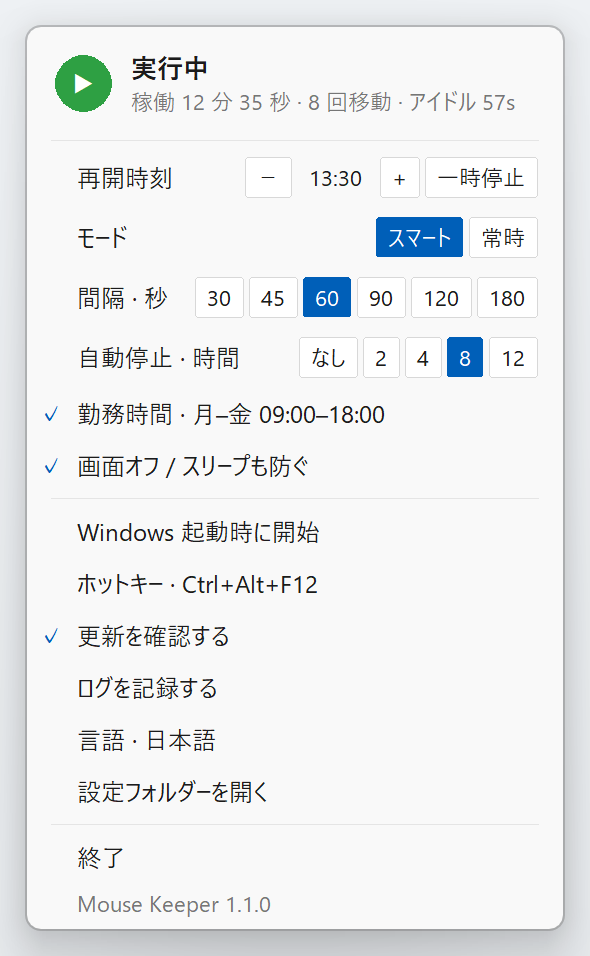 実行中
稼働 12 分 35 秒 · 8 回移動 · アイドル 57s
再開時刻 − 13:30 + 一時停止
モード スマート 常時
間隔 · 秒 30 45 60 90 120 180
自動停止 · 時間 なし 2 4 8 12
✓ 勤務時間 · 月–金 09:00–18:00
✓ 画面オフ / スリープも防ぐ
Windows 起動時に開始
ホットキー · Ctrl+Alt+F12
✓ 更新を確認する
ログを記録する
言語 · 日本語
設定フォルダーを開く
終了
Mouse Keeper 1.1.0